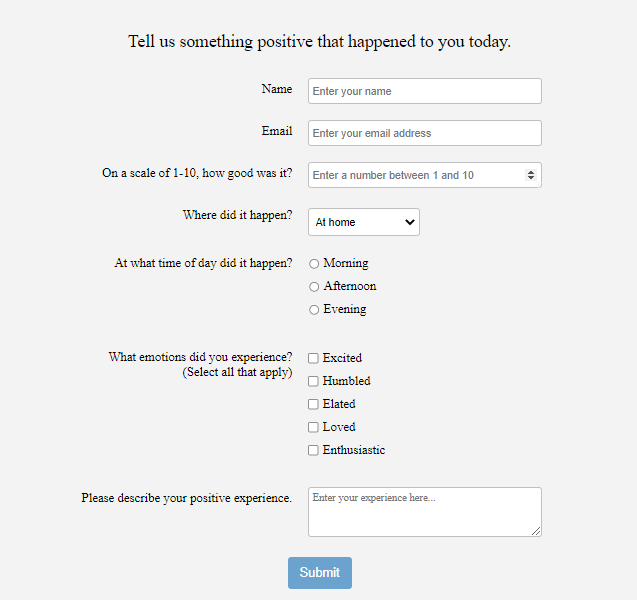 Tell us something positive that happened to you today.
Name
Enter your name
Email
Enter your email address
On a scale of 1-10, how good was it?
Enter a number between 1 and 10
Where did it happen?
At home
At what time of day did it happen?
Morning
Afternoon
Evening
What emotions did you experience?
(Select all that apply)
Excited
Humbled
Elated
Loved
Enthusiastic
Please describe your positive experience.
Enter your experience here...
Submit